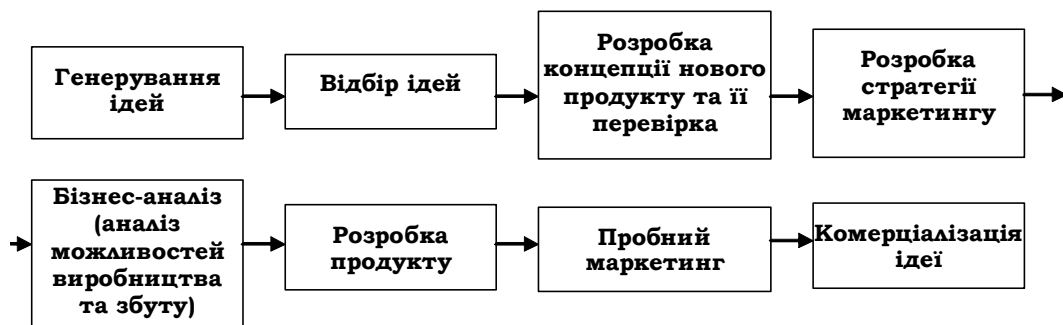 Генерування
ідей
Відбір ідей
Розробка
концепції нового
продукту та її
перевірка
Розробка
стратегії
маркетингу
Бізнес-аналіз
(аналіз
можливостей
виробництва
та збуту)
Розробка
продукту
Пробний
маркетинг
Комерціалізація
ідеї